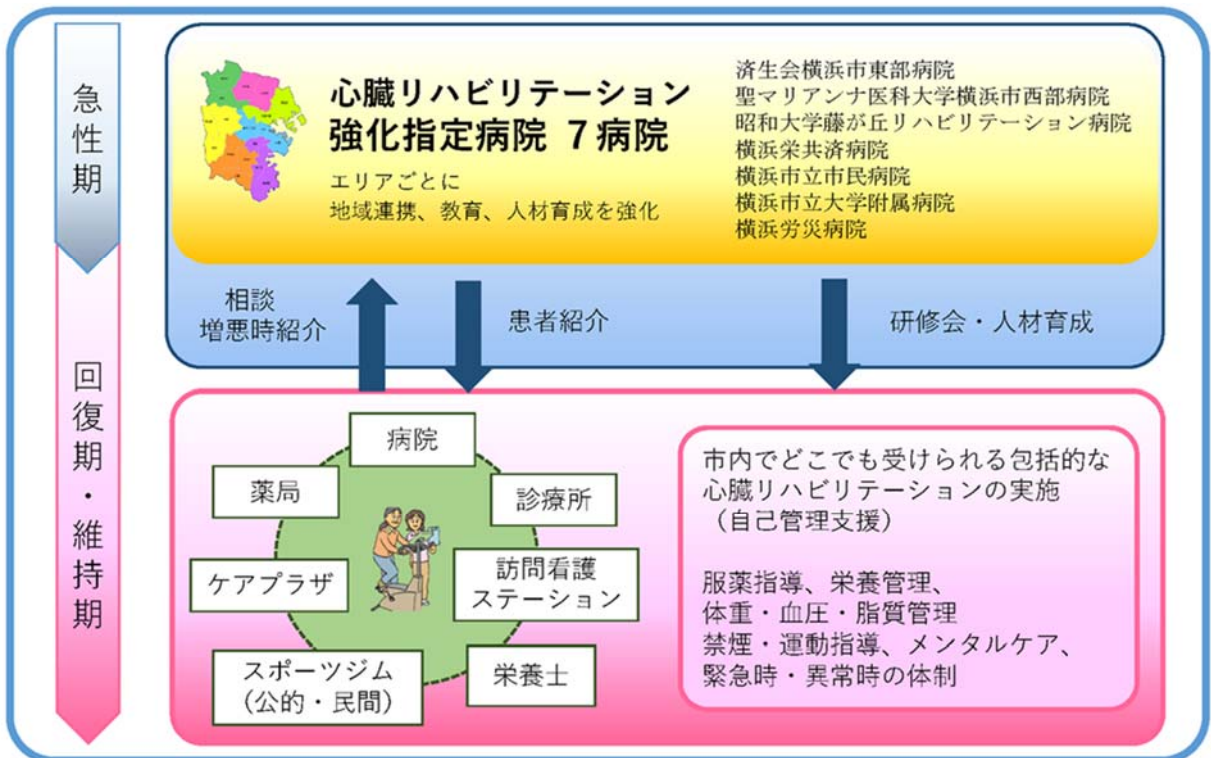 急性期
心臓リハビリテーション
強化指定病院 7病院
エリアごとに
地域連携、教育、人材育成を強化
済生会横浜市東部病院
聖マリアンナ医科大学横浜市西部病院
昭和大学藤が丘リハビリテーション病院
横浜栄共済病院
横浜市立市民病院
横浜市立大学附属病院
横浜労災病院
相談
増悪時紹介
患者紹介
研修会・人材育成
回復期・維持期
病院
薬局
診療所
ケアプラザ
訪問看護
ステーション
スポーツジム
（公的・民間）
栄養士
市内でどこでも受けられる包括的な
心臓リハビリテーションの実施
（自己管理支援）
服薬指導、栄養管理、
体重・血圧・脂質管理
禁煙・運動指導、メンタルケア、
緊急時・異常時の体制